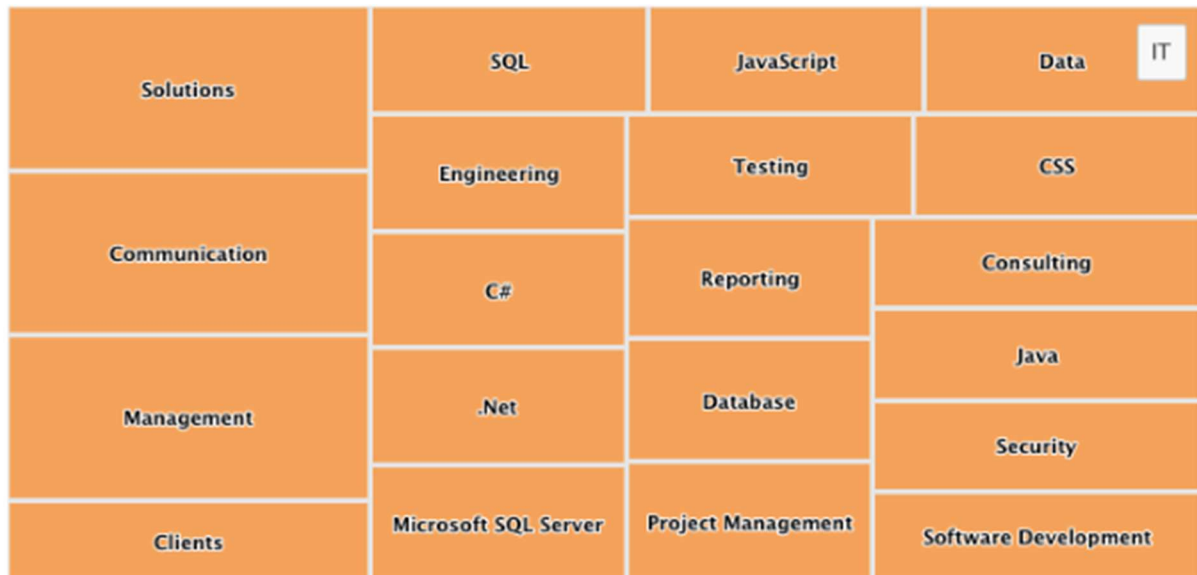 Solutions
Communication
Management
Clients
SQL
JavaScript
Data
IT
Engineering
Testing
CSS
C#
Reporting
Consulting
.Net
Database
Java
Security
Microsoft SQL Server
Project Management
Software Development